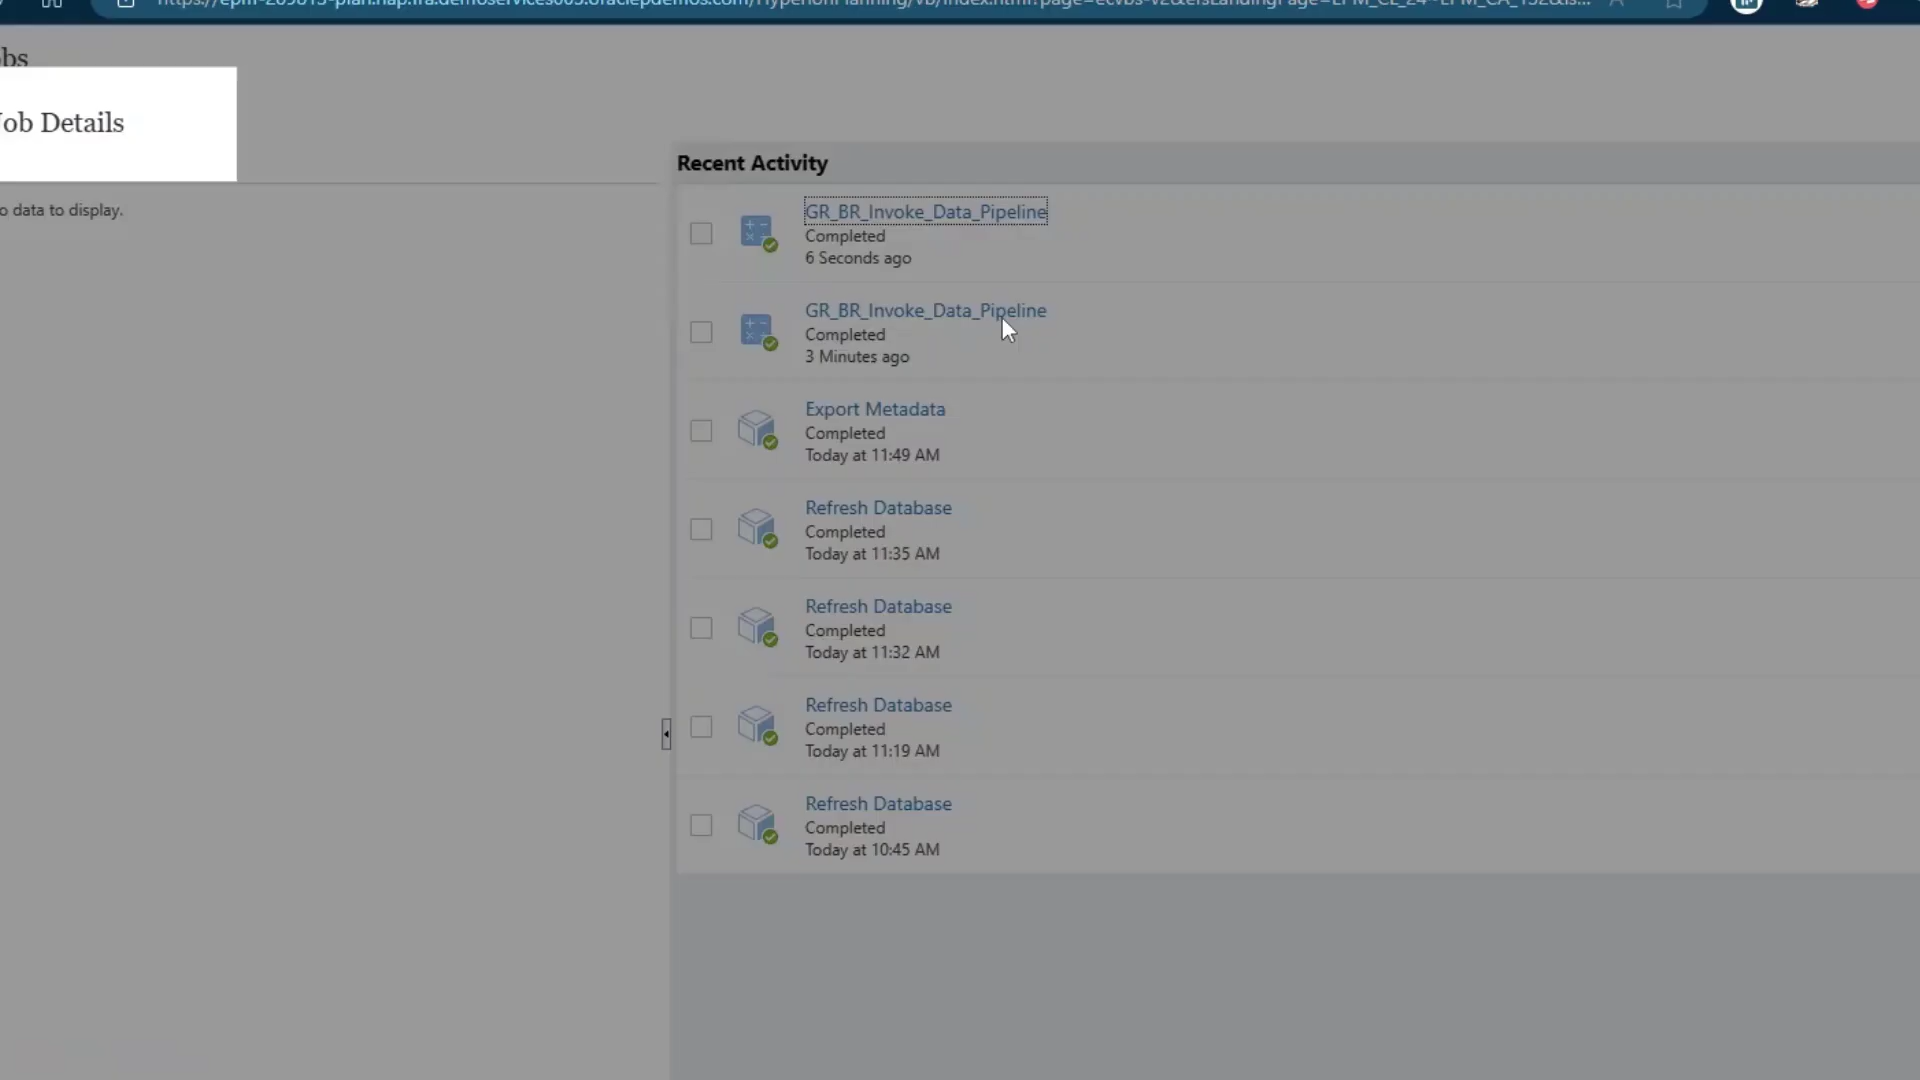 obs
ob Details
o data to display.
Recent Activity
GR_BR_Invoke_Data_Pipeline
Completed
6 Seconds ago
GR_BR_Invoke_Data_Pipeline
Completed
3 Minutes ago
Export Metadata
Completed
Today at 11:49 AM
Refresh Database
Completed
Today at 11:35 AM
Refresh Database
Completed
Today at 11:32 AM
Refresh Database
Completed
Today at 11:19 AM
Refresh Database
Completed
Today at 10:45 AM